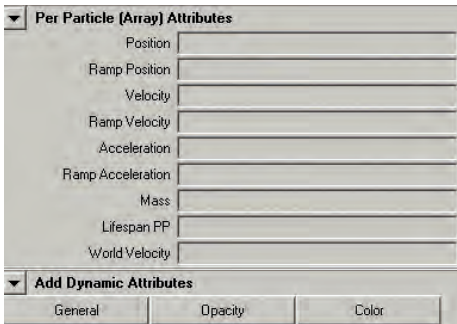 Per Particle (Array) Attributes
Position
Ramp Position
Velocity
Ramp Velocity
Acceleration
Ramp Acceleration
Mass
Lifespan PP
World Velocity
Add Dynamic Attributes
General Opacity Color